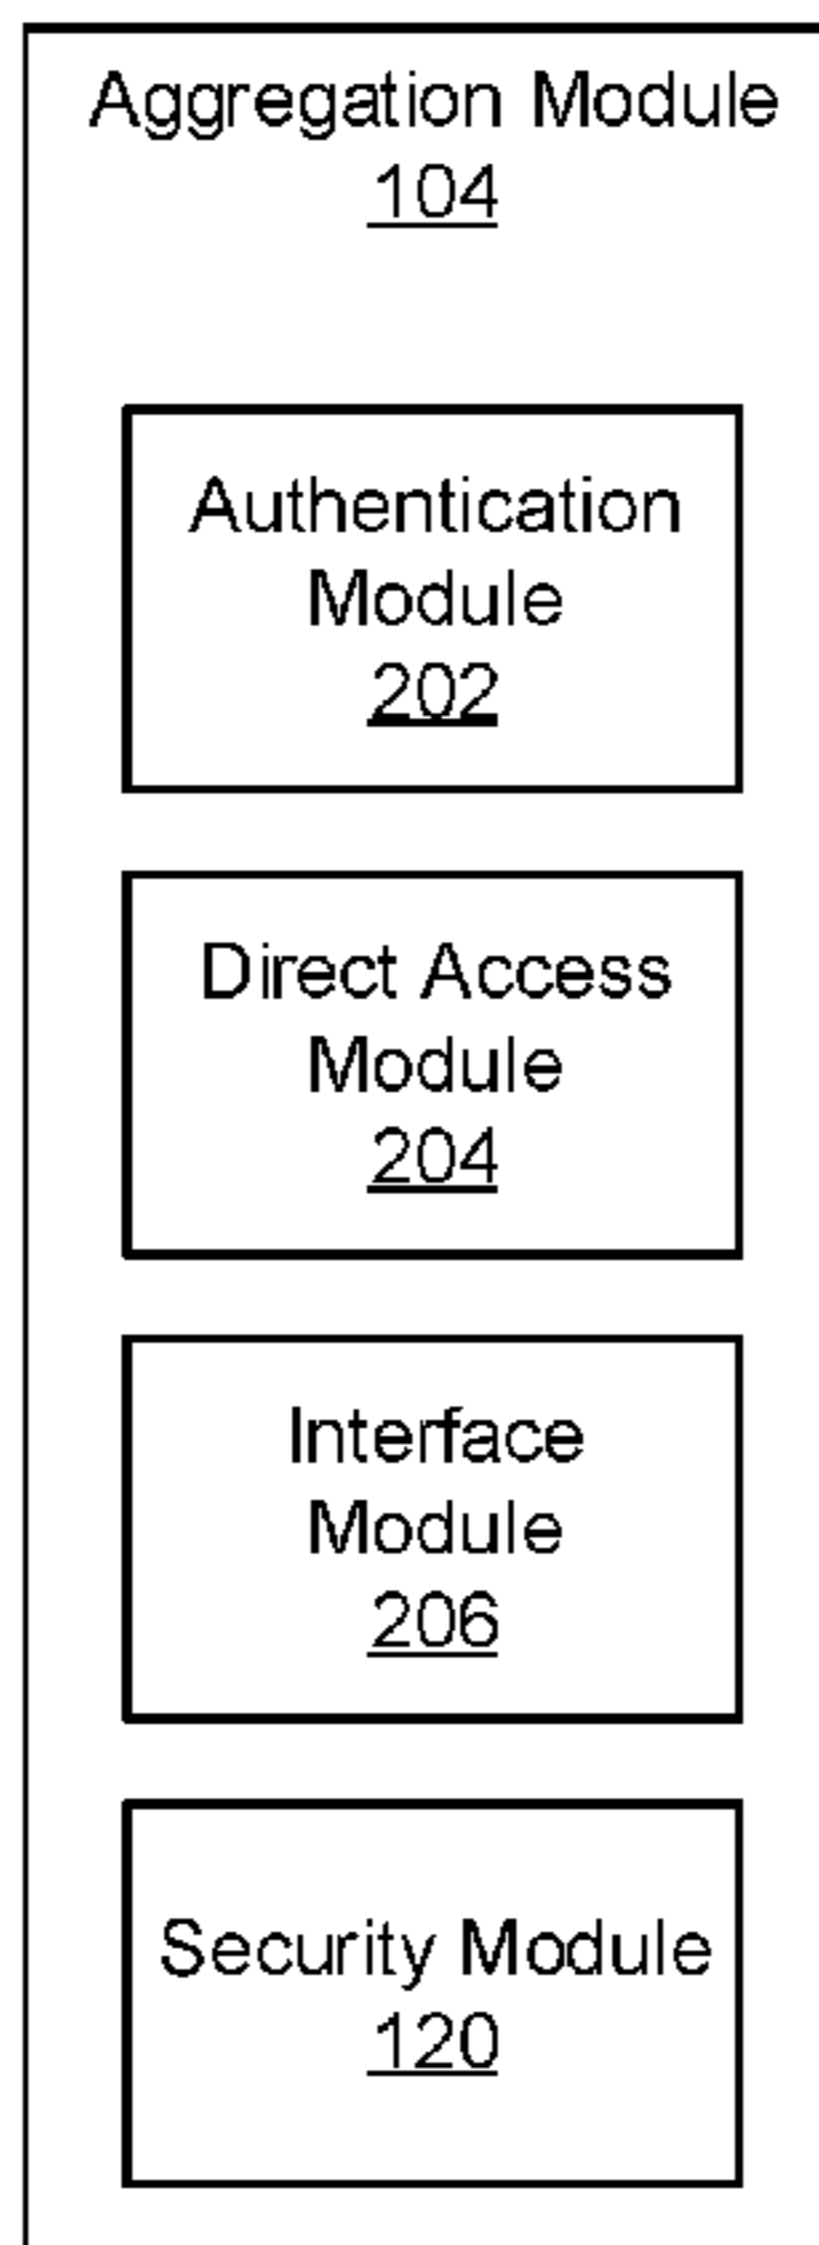 Aggregation Module
104
Authentication
Module
202
Direct Access
Module
204
Interface
Module
206
Security Module
120